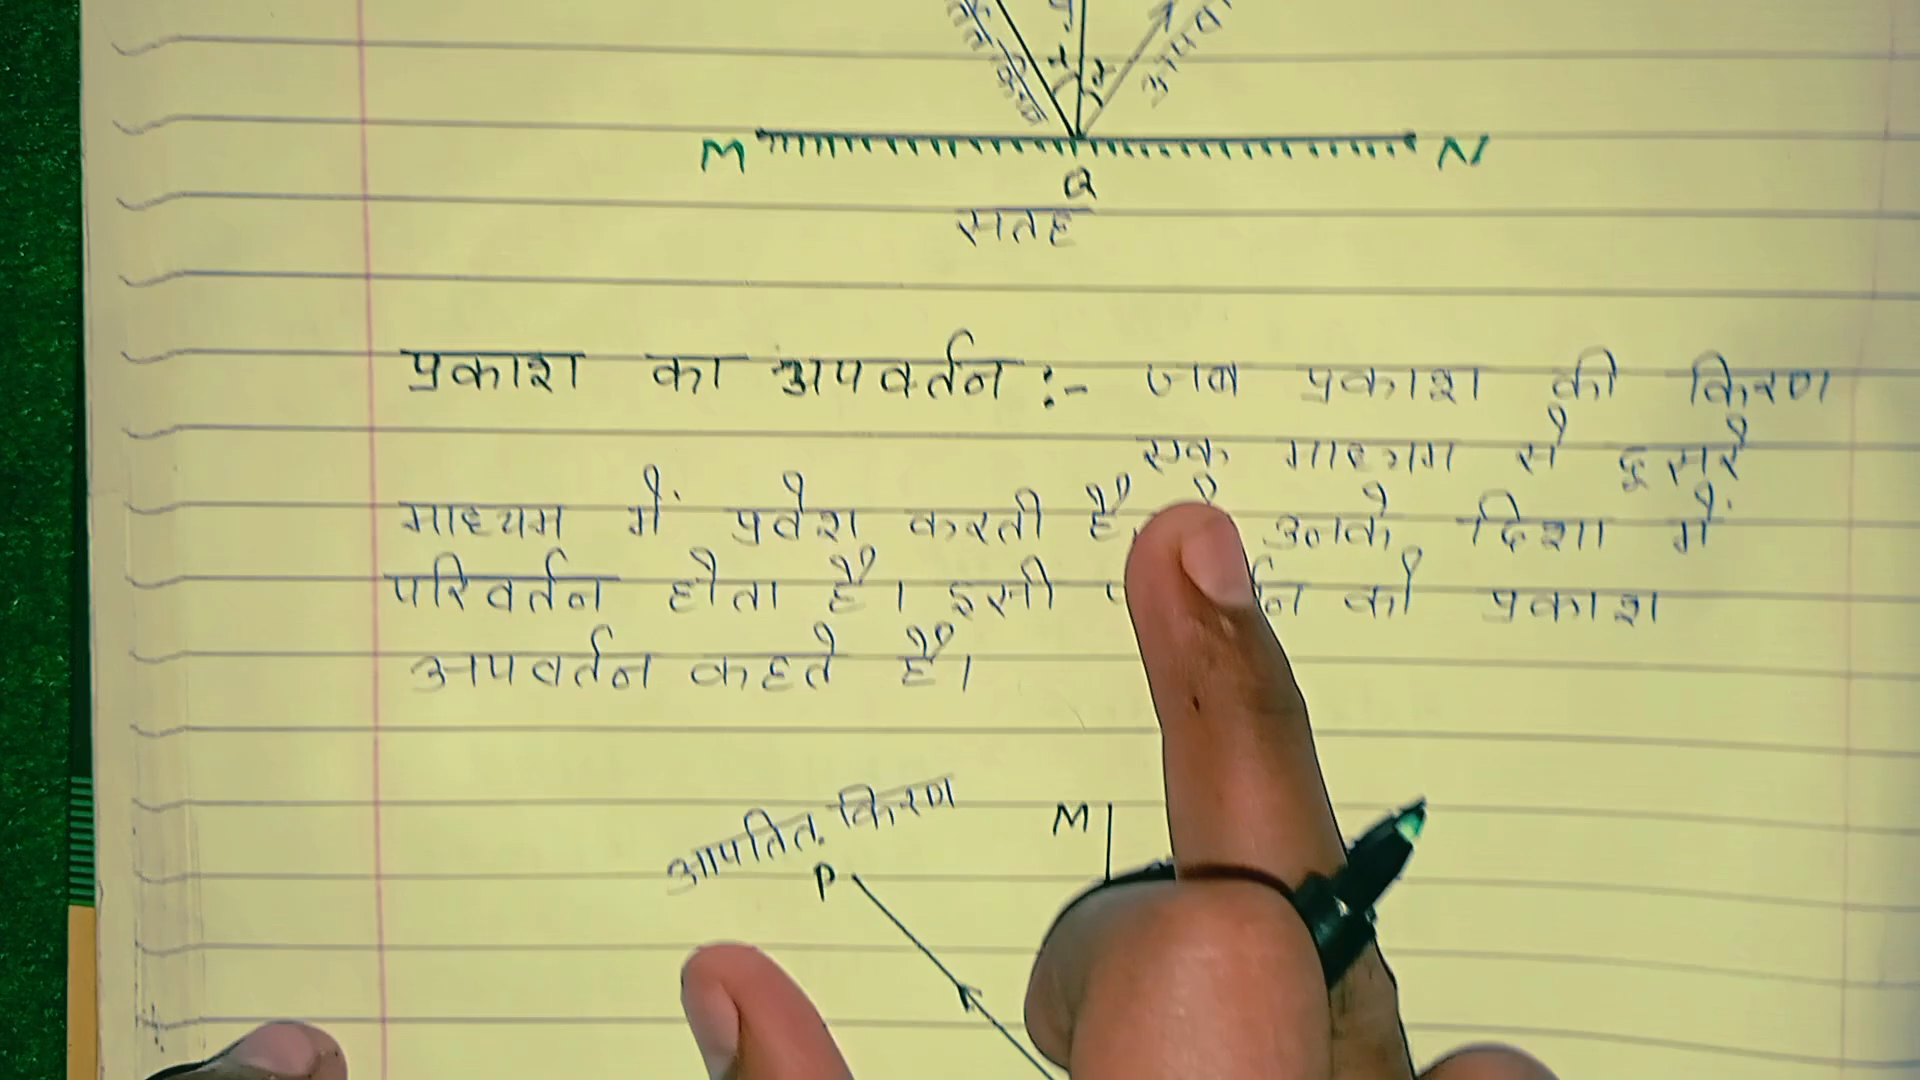 M N
Q
सतह
प्रकाश का अपवर्तन :- जब प्रकाश की किरण
एक माध्यम से दुसरे
माध्यम में प्रवेश करती है उनके दिशा में
परिवर्तन होता है। इसी को प्रकाश
अपवर्तन कहते हैं।
आपतित किरण
M
P